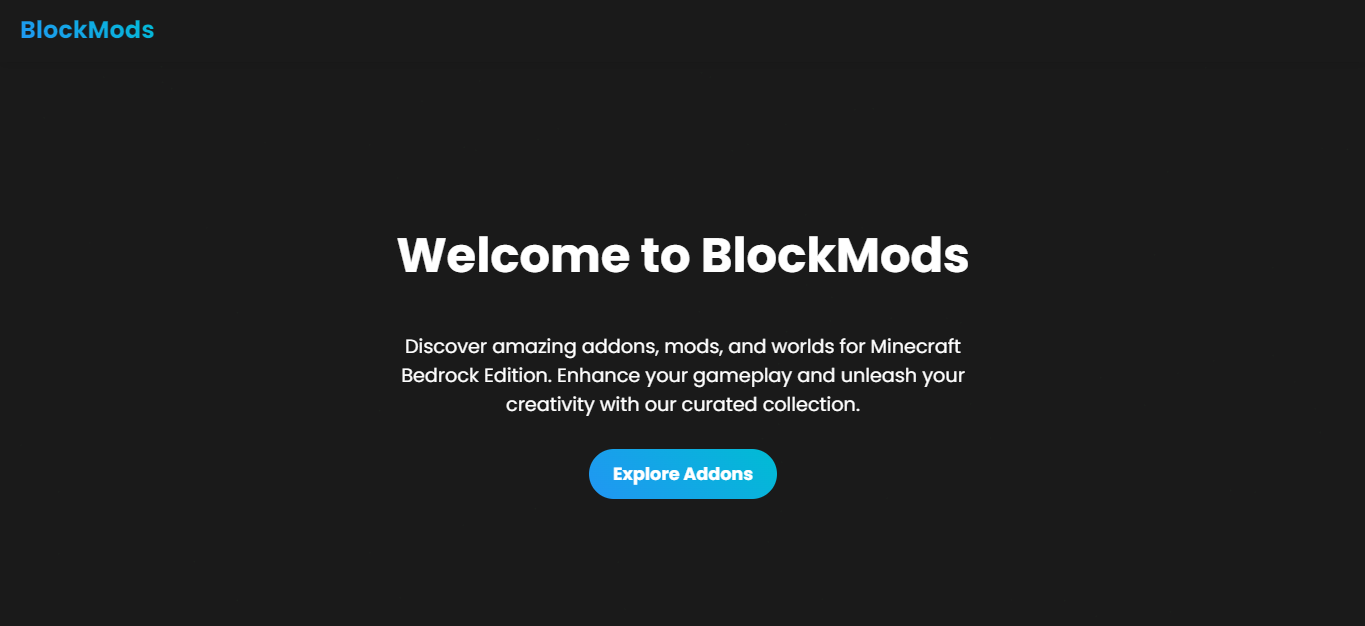 BlockMods
Welcome to BlockMods
Discover amazing addons, mods, and worlds for Minecraft
Bedrock Edition. Enhance your gameplay and unleash your
creativity with our curated collection.
Explore Addons